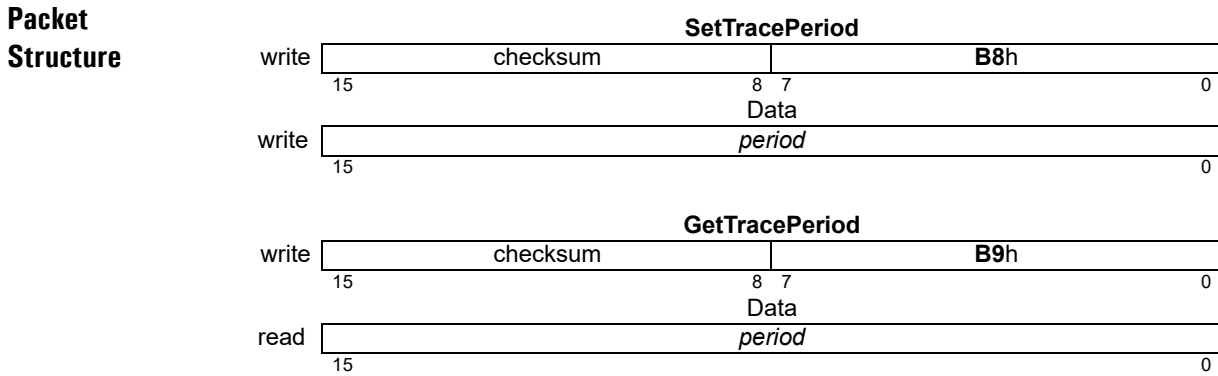 Packet
Structure
SetTracePeriod
write checksum B8h
15 8 7 0
Data
write period
15 0
GetTracePeriod
write checksum B9h
15 8 7 0
Data
read period
15 0